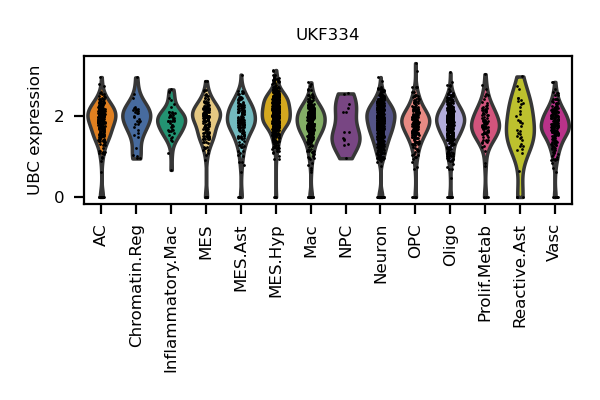 UKF334
UBC expression
2
0
AC
Chromatin.Reg
Inflammatory.Mac
MES
MES.Ast
MES.Hyp
Mac
NPC
Neuron
OPC
Oligo
Prolif.Metab
Reactive.Ast
Vasc